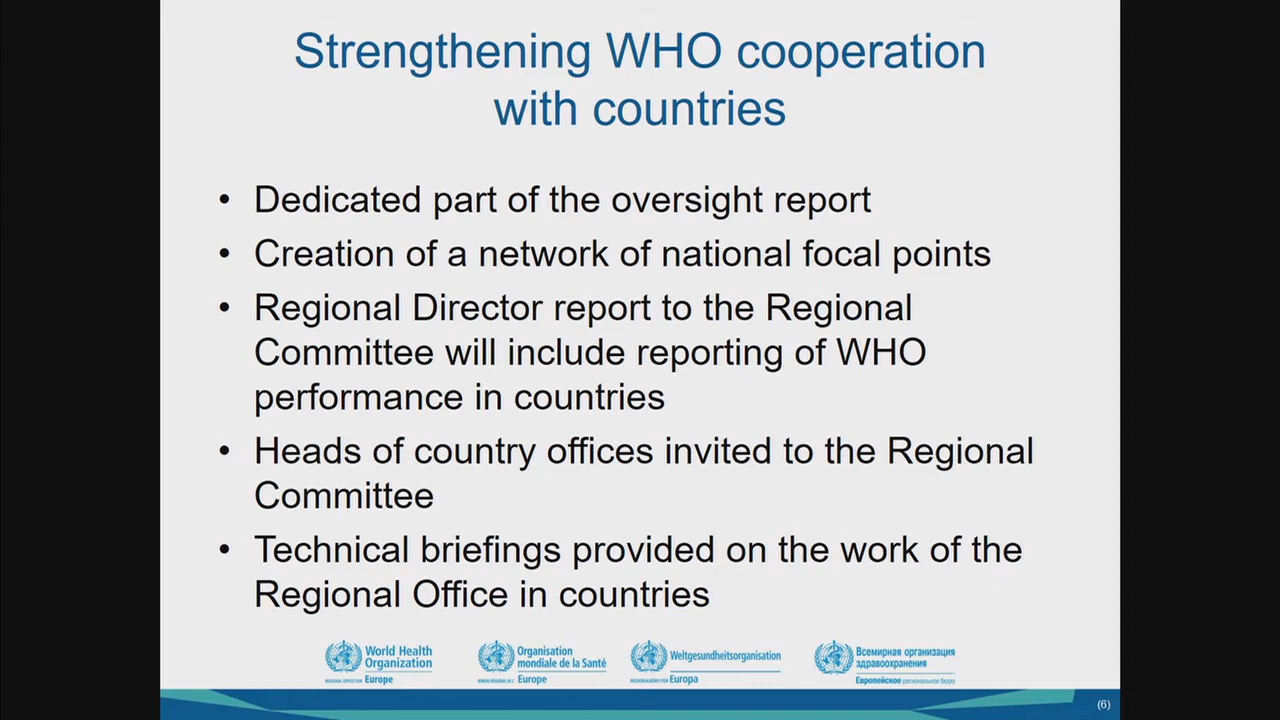 Strengthening WHO cooperation
with countries
• Dedicated part of the oversight report
• Creation of a network of national focal points
• Regional Director report to the Regional
Committee will include reporting of WHO
performance in countries
• Heads of country offices invited to the Regional
Committee
• Technical briefings provided on the work of the
Regional Office in countries
World Health
Organization
REGIONAL OFFICE FOR Europe
Organisation
mondiale de la Santé
BUREAU RÉGIONAL DE L' Europe
Weltgesundheitsorganisation
REGIONALBÜRO FÜR Europa
Всемирная организация
здравоохранения
Европейское региональное бюро
(6)